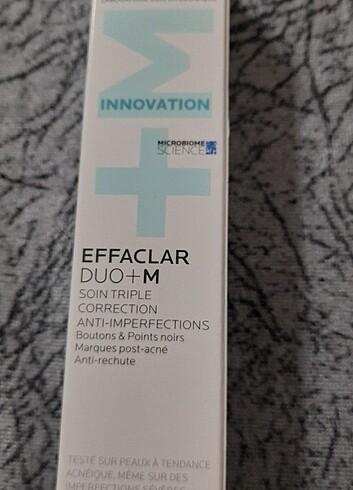 M
INNOVATION
MICROBIOME
SCIENCE
+
EFFACLAR
DUO+M
SOIN TRIPLE
CORRECTION
ANTI-IMPERFECTIONS
Boutons & Points noirs
Marques post-acné
Anti-rechute
TESTÉ SUR PEAUX À TENDANCE
ACNÉIQUE, MÊME SUR DES
IMPERFECTIONS SÉVÈRES